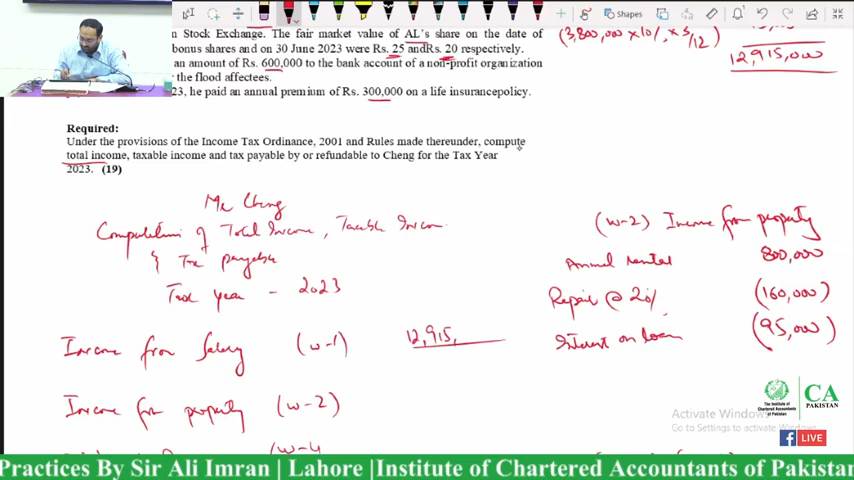 n Stock Exchange. The fair market value of AL's share on the date of
bonus shares and on 30 June 2023 were Rs. 25 andRs. 20 respectively.
an amount of Rs. 600,000 to the bank account of a non-profit organization
r the flood affectees.
23, he paid an annual premium of Rs. 300,000 on a life insurancepolicy.
(3,800,000 x 10% x 3/12)
12,915,000
Shapes
Required:
Under the provisions of the Income Tax Ordinance, 2001 and Rules made thereunder, compute
total income, taxable income and tax payable by or refundable to Cheng for the Tax Year
2023. (19)
Mr Cheng
Computation of Total Income, Taxable Income
& Tax payable
Tax year - 2023
Income from Salary (w-1) 12,915,
Income from property (w-2)
(w-4
(w-2) Income from property
Annual rental 800,000
Repair @ 20% (160,000)
Interest on loan (95,000)
The Institute of
Chartered Accountants
of Pakistan
CA
PAKISTAN
Activate Windows
Go to Settings to activate Windows.
f LIVE
Practices By Sir Ali Imran | Lahore |Institute of Chartered Accountants of Pakistan